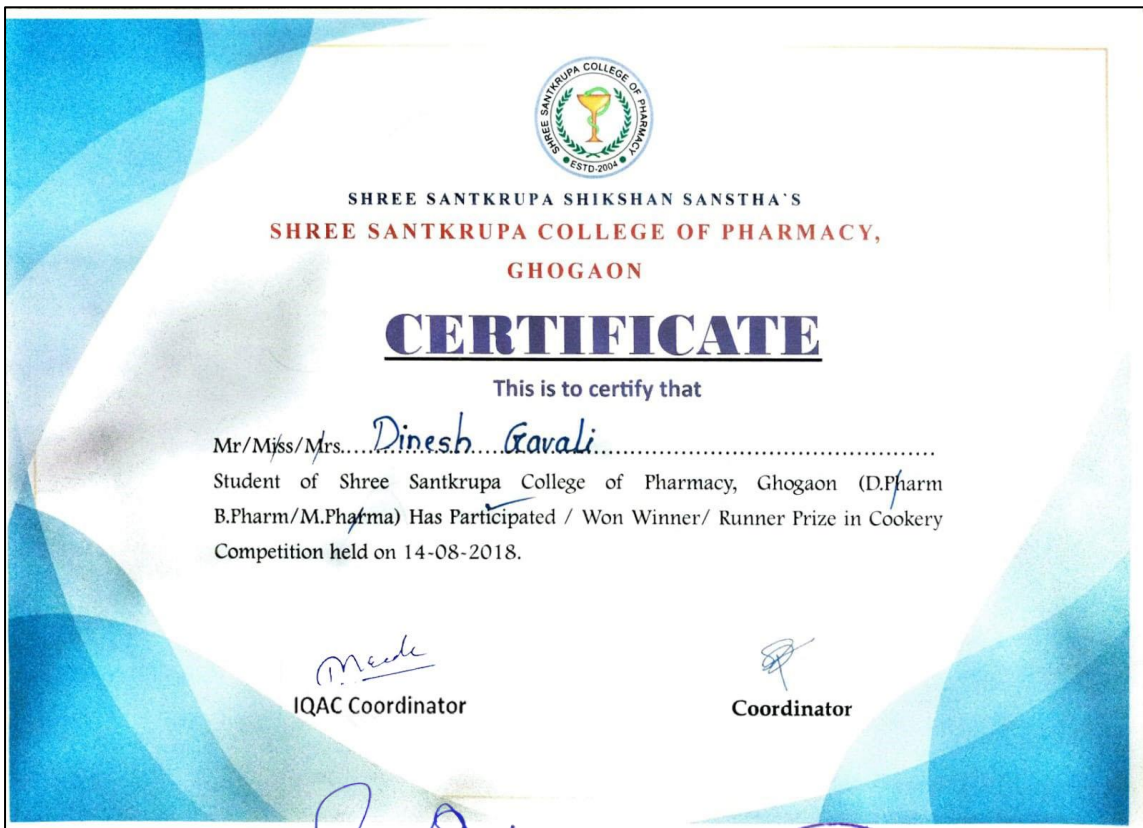 SHREE SANTKRUPA COLLEGE OF PHARMACY
ESTD-2004
SHREE SANTKRUPA SHIKSHAN SANSTHA`S
SHREE SANTKRUPA COLLEGE OF PHARMACY,
GHOGAON
CERTIFICATE
This is to certify that
Mr/Miss/Mrs.....Dinesh Gavali.....
Student of Shree Santkrupa College of Pharmacy, Ghogaon (D.Pharm
B.Pharm/M.Pharma) Has Participated / Won Winner/ Runner Prize in Cookery
Competition held on 14-08-2018.
IQAC Coordinator
Coordinator